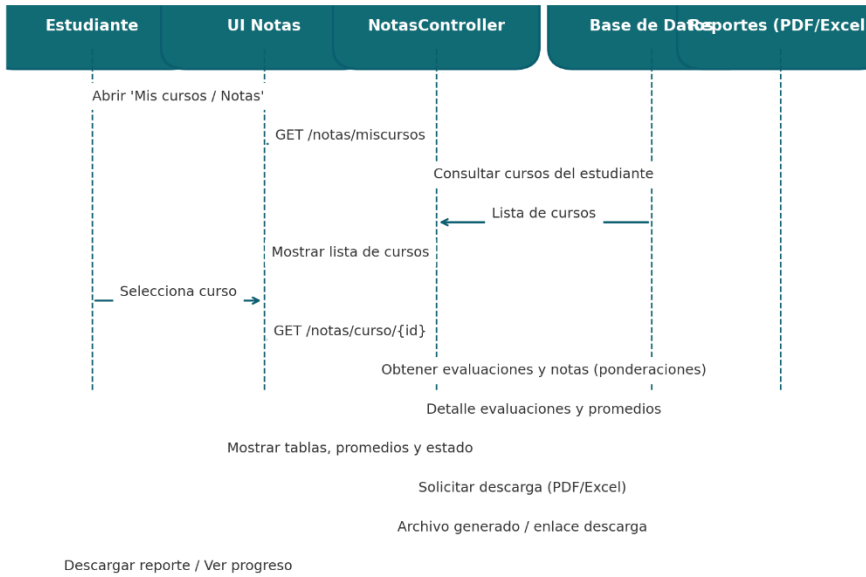 Estudiante
UI Notas
NotasController
Base de Datos
Reportes (PDF/Excel
Abrir 'Mis cursos / Notas'
GET /notas/miscursos
Consultar cursos del estudiante
Lista de cursos
Mostrar lista de cursos
Selecciona curso
GET /notas/curso/{id}
Obtener evaluaciones y notas (ponderaciones)
Detalle evaluaciones y promedios
Mostrar tablas, promedios y estado
Solicitar descarga (PDF/Excel)
Archivo generado / enlace descarga
Descargar reporte / Ver progreso